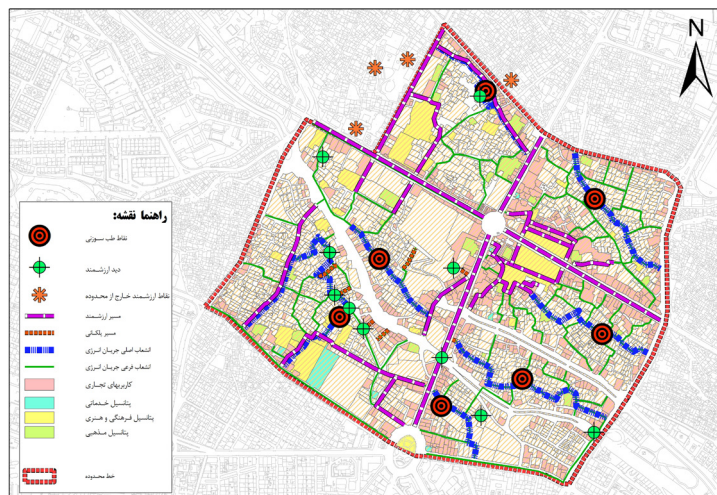 N
راهنما نقشه:
نقاط طب سوزنی
دید ارزشمند
نقاط ارزشمند خارج از محدوده
مسیر ارزشمند
مسیر پلکانی
انشعاب اصلی جریان انرژی
انشعاب فرعی جریان انرژی
کاربریهای تجاری
پتانسیل خدماتی
پتانسیل فرهنگی و هنری
پتانسیل مذهبی
خط محدوده